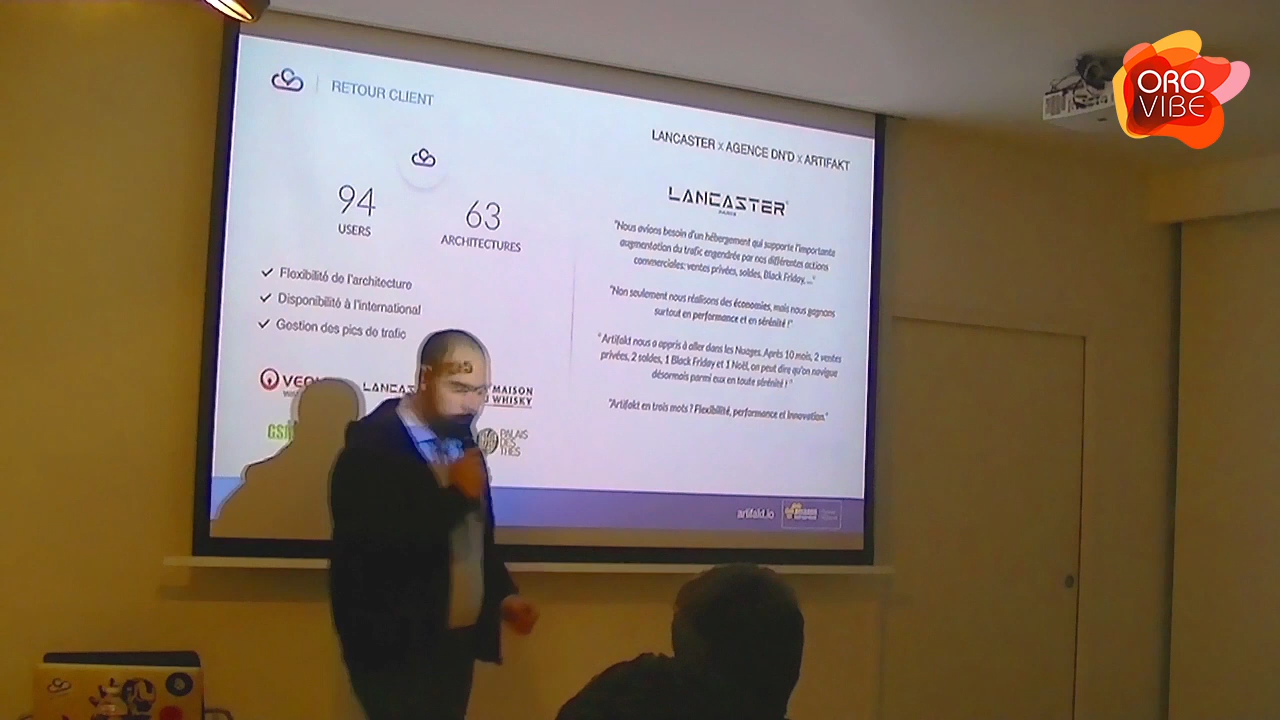 ORO
VIBE
RETOUR CLIENT
LANCASTER x AGENCE DN'D x ARTIFAKT
94
USERS
63
ARCHITECTURES
✓ Flexibilité de l'architecture
✓ Disponibilité à l'international
✓ Gestion des pics de trafic
LANCASTER
PARIS
"Nous avions besoin d'un hébergement qui supporte l'importante
augmentation du trafic engendrée par nos différentes actions
commerciales: ventes privées, soldes, Black Friday, ..."
"Non seulement nous réalisons des économies, mais nous gagnons
surtout en performance et en sérénité !"
"Artifakt nous a appris à aller dans les Nuages. Après 10 mois, 2 ventes
privées, 2 soldes, 1 Black Friday et 1 Noël, on peut dire qu'on navigue
désormais parmi eux en toute sérénité ! "
"Artifakt en trois mots ? Flexibilité, performance et innovation."
MAISON
WHISKY
PALAIS
DES
THÉS
artifakt.io